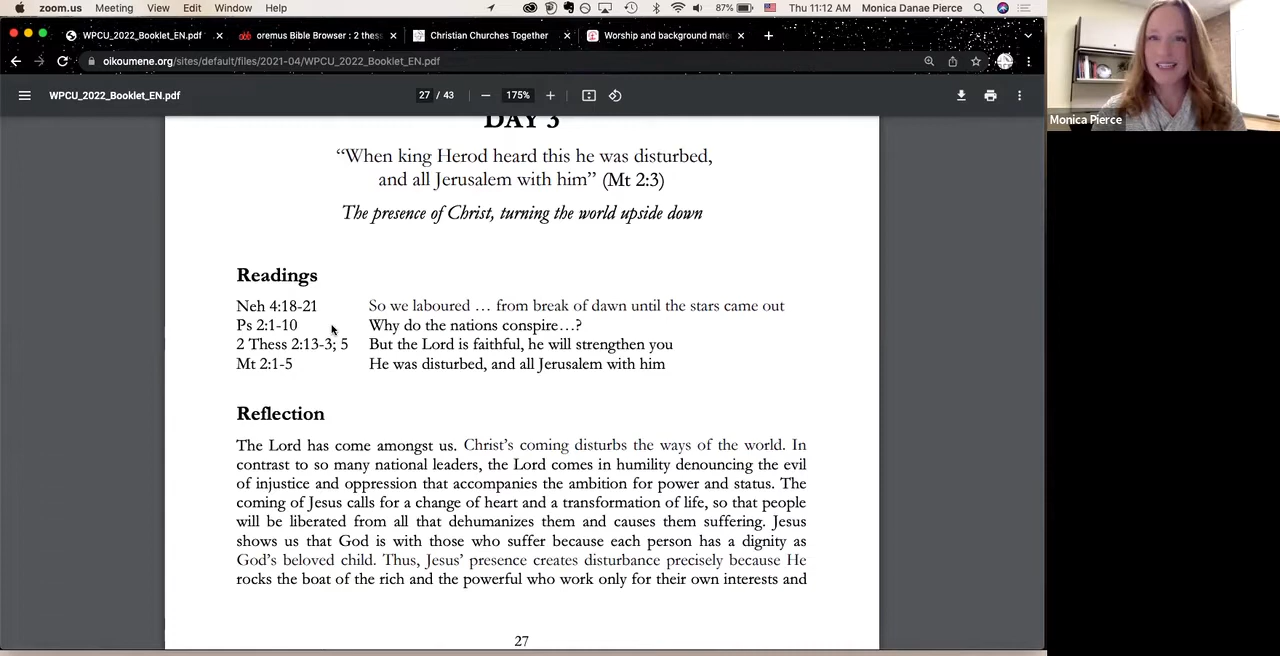 zoom.us Meeting View Edit Window Help 87% Thu 11:12 AM Monica Danae Pierce
WPCU_2022_Booklet_EN.pdf oremus Bible Browser : 2 thess Christian Churches Together Worship and background mate
oikoumene.org/sites/default/files/2021-04/WPCU_2022_Booklet_EN.pdf
WPCU_2022_Booklet_EN.pdf 27 / 43 175%
Monica Pierce
DAY 3
“When king Herod heard this he was disturbed,
and all Jerusalem with him” (Mt 2:3)
The presence of Christ, turning the world upside down
Readings
Neh 4:18-21 So we laboured … from break of dawn until the stars came out
Ps 2:1-10 Why do the nations conspire…?
2 Thess 2:13-3; 5 But the Lord is faithful, he will strengthen you
Mt 2:1-5 He was disturbed, and all Jerusalem with him
Reflection
The Lord has come amongst us. Christ’s coming disturbs the ways of the world. In
contrast to so many national leaders, the Lord comes in humility denouncing the evil
of injustice and oppression that accompanies the ambition for power and status. The
coming of Jesus calls for a change of heart and a transformation of life, so that people
will be liberated from all that dehumanizes them and causes them suffering. Jesus
shows us that God is with those who suffer because each person has a dignity as
God’s beloved child. Thus, Jesus’ presence creates disturbance precisely because He
rocks the boat of the rich and the powerful who work only for their own interests and
27